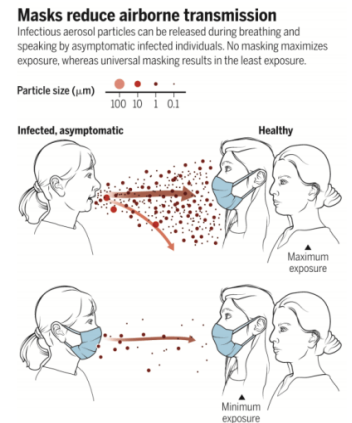 Masks reduce airborne transmission
Infectious aerosol particles can be released during breathing and
speaking by asymptomatic infected individuals. No masking maximizes
exposure, whereas universal masking results in the least exposure.
Particle size (μm)
100 10 1 0.1
Infected, asymptomatic
Healthy
Maximum
exposure
Minimum
exposure